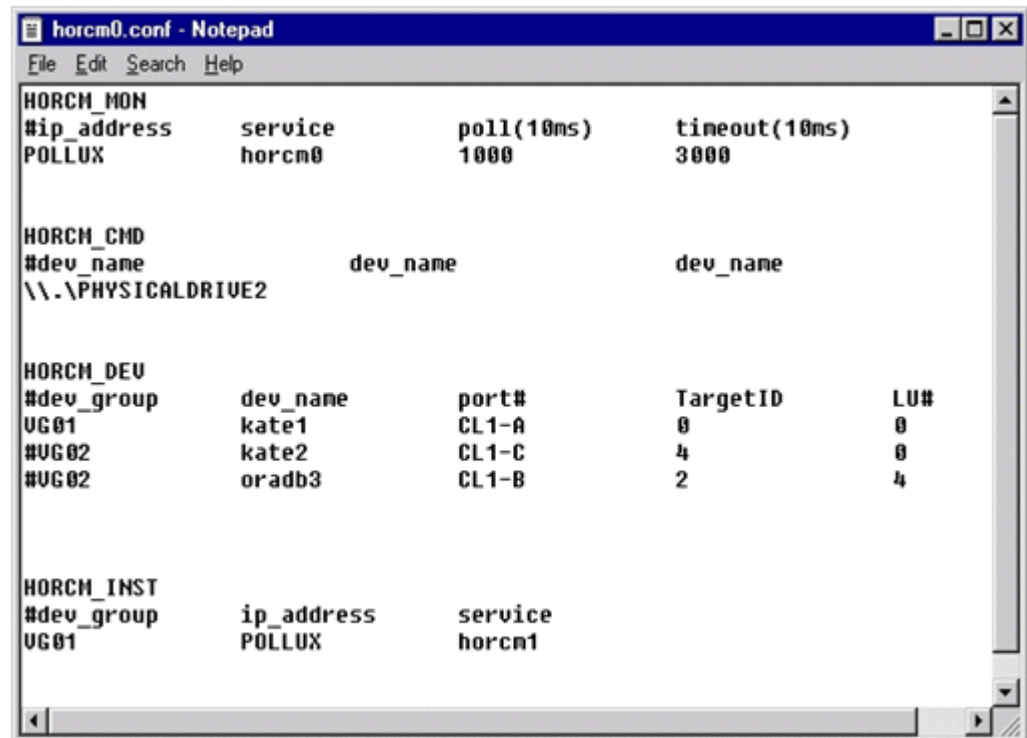 horcm0.conf - Notepad
File Edit Search Help
HORCM_MON
#ip_address service poll(10ms) timeout(10ms)
POLLUX horcm0 1000 3000
HORCM_CMD
#dev_name dev_name dev_name
\\.\PHYSICALDRIVE2
HORCM_DEV
#dev_group dev_name port# TargetID LU#
VG01 kate1 CL1-A 0 0
#VG02 kate2 CL1-C 4 0
#VG02 oradb3 CL1-B 2 4
HORCM_INST
#dev_group ip_address service
VG01 POLLUX horcm1